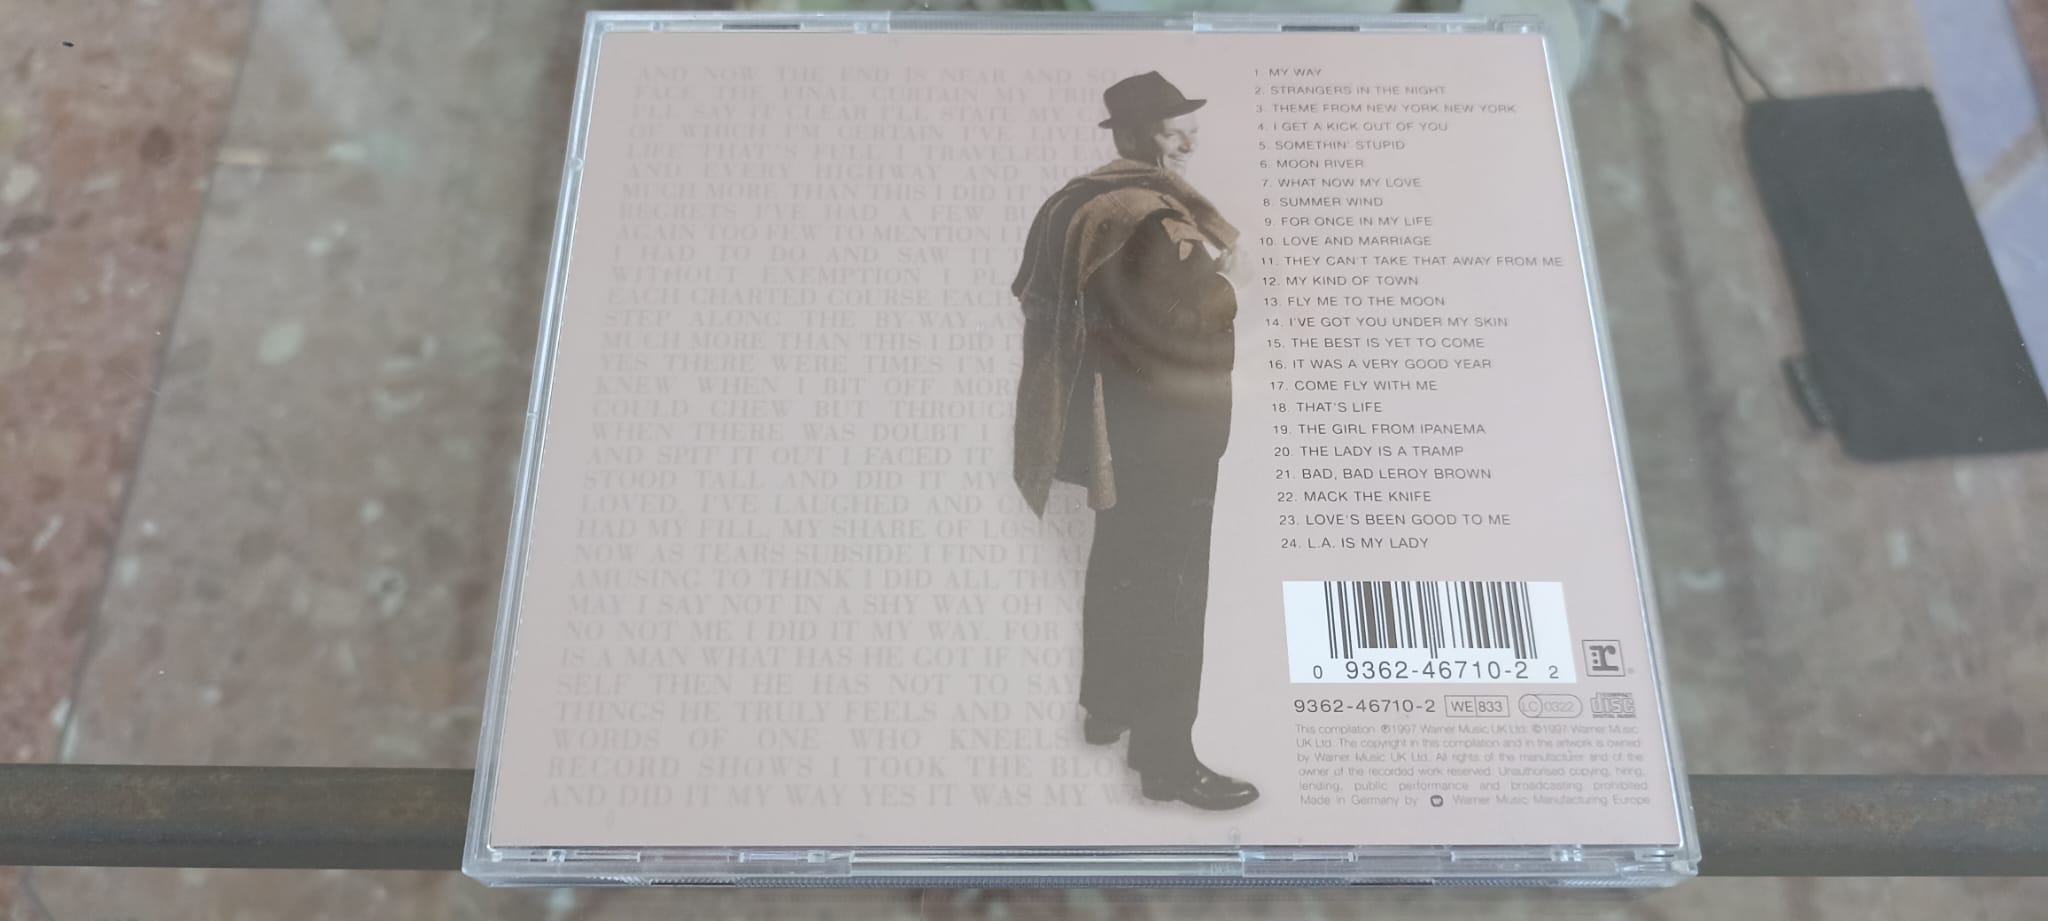 AND NOW THE END IS NEAR AND SO
FACE THE FINAL CURTAIN MY
I'LL SAY IT CLEAR I'LL STATE MY
OF WHICH I'M CERTAIN I'VE LIVED
LIFE THAT'S FULL I TRAVELED
AND EVERY HIGHWAY AND
MUCH MORE THAN THIS I DID IT
REGRETS I'VE HAD A FEW
AGAIN TOO FEW TO MENTION I
I HAD TO DO AND SAW IT
WITHOUT EXEMPTION I
EACH CHARTED COURSE EACH
STEP ALONG THE BY-WAY
MUCH MORE THAN THIS I DID IT
YES THERE WERE TIMES I'M
KNEW WHEN I BIT OFF
COULD CHEW BUT
WHEN THERE WAS DOUBT I
AND SPIT IT OUT I FACED IT
STOOD TALL AND DID IT MY
LOVED, I'VE LAUGHED AND
HAD MY FILL, MY SHARE OF LOSING
NOW AS TEARS SUBSIDE I FIND IT
AMUSING TO THINK I DID ALL THAT
MAY I SAY NOT IN A SHY WAY OH
NO NOT ME I DID IT MY WAY. FOR
IS A MAN WHAT HAS HE GOT IF NOT
SELF THEN HE HAS NOT TO SAY
THINGS HE TRULY FEELS AND NOT
WORDS OF ONE WHO KNEELS
RECORD SHOWS I TOOK THE
AND DID IT MY WAY YES IT WAS MY
1. MY WAY
2. STRANGERS IN THE NIGHT
3. THEME FROM NEW YORK NEW YORK
4. I GET A KICK OUT OF YOU
5. SOMETHIN' STUPID
6. MOON RIVER
7. WHAT NOW MY LOVE
8. SUMMER WIND
9. FOR ONCE IN MY LIFE
10. LOVE AND MARRIAGE
11. THEY CAN'T TAKE THAT AWAY FROM ME
12. MY KIND OF TOWN
13. FLY ME TO THE MOON
14. I'VE GOT YOU UNDER MY SKIN
15. THE BEST IS YET TO COME
16. IT WAS A VERY GOOD YEAR
17. COME FLY WITH ME
18. THAT'S LIFE
19. THE GIRL FROM IPANEMA
20. THE LADY IS A TRAMP
21. BAD, BAD LEROY BROWN
22. MACK THE KNIFE
23. LOVE'S BEEN GOOD TO ME
24. L.A. IS MY LADY
0 9362-46710-2 2
r
9362-46710-2 WE 833 LC 0322 COMPACT disc DIGITAL AUDIO
This compilation ℗1997 Warner Music UK Ltd. ©1997 Warner Music
UK Ltd. The copyright in this compilation and in the artwork is owned
by Warner Music UK Ltd. All rights of the manufacturer and of the
owner of the recorded work reserved. Unauthorised copying, hiring,
lending, public performance and broadcasting prohibited.
Made in Germany by Warner Music Manufacturing Europe